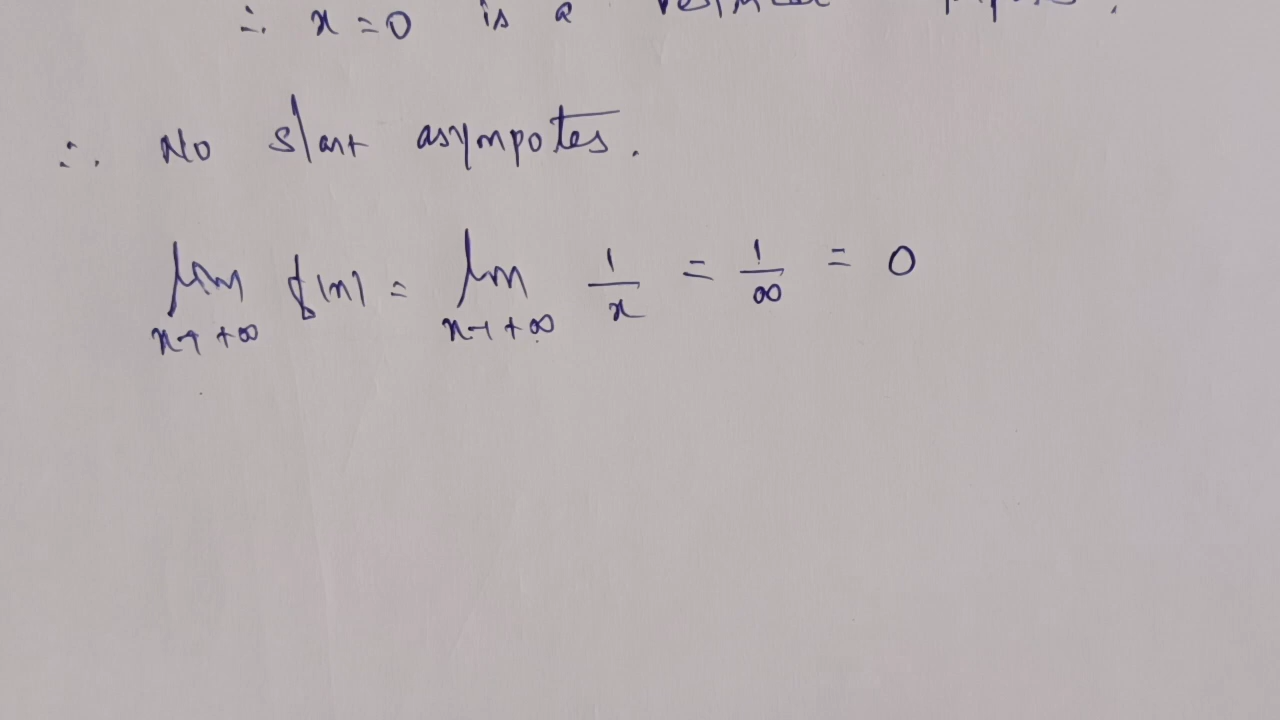 ∴ x = 0 is a
∴ No slant asympotes.
lim x→+∞ f(x) = lim x→+∞ 1/x = 1/∞ = 0